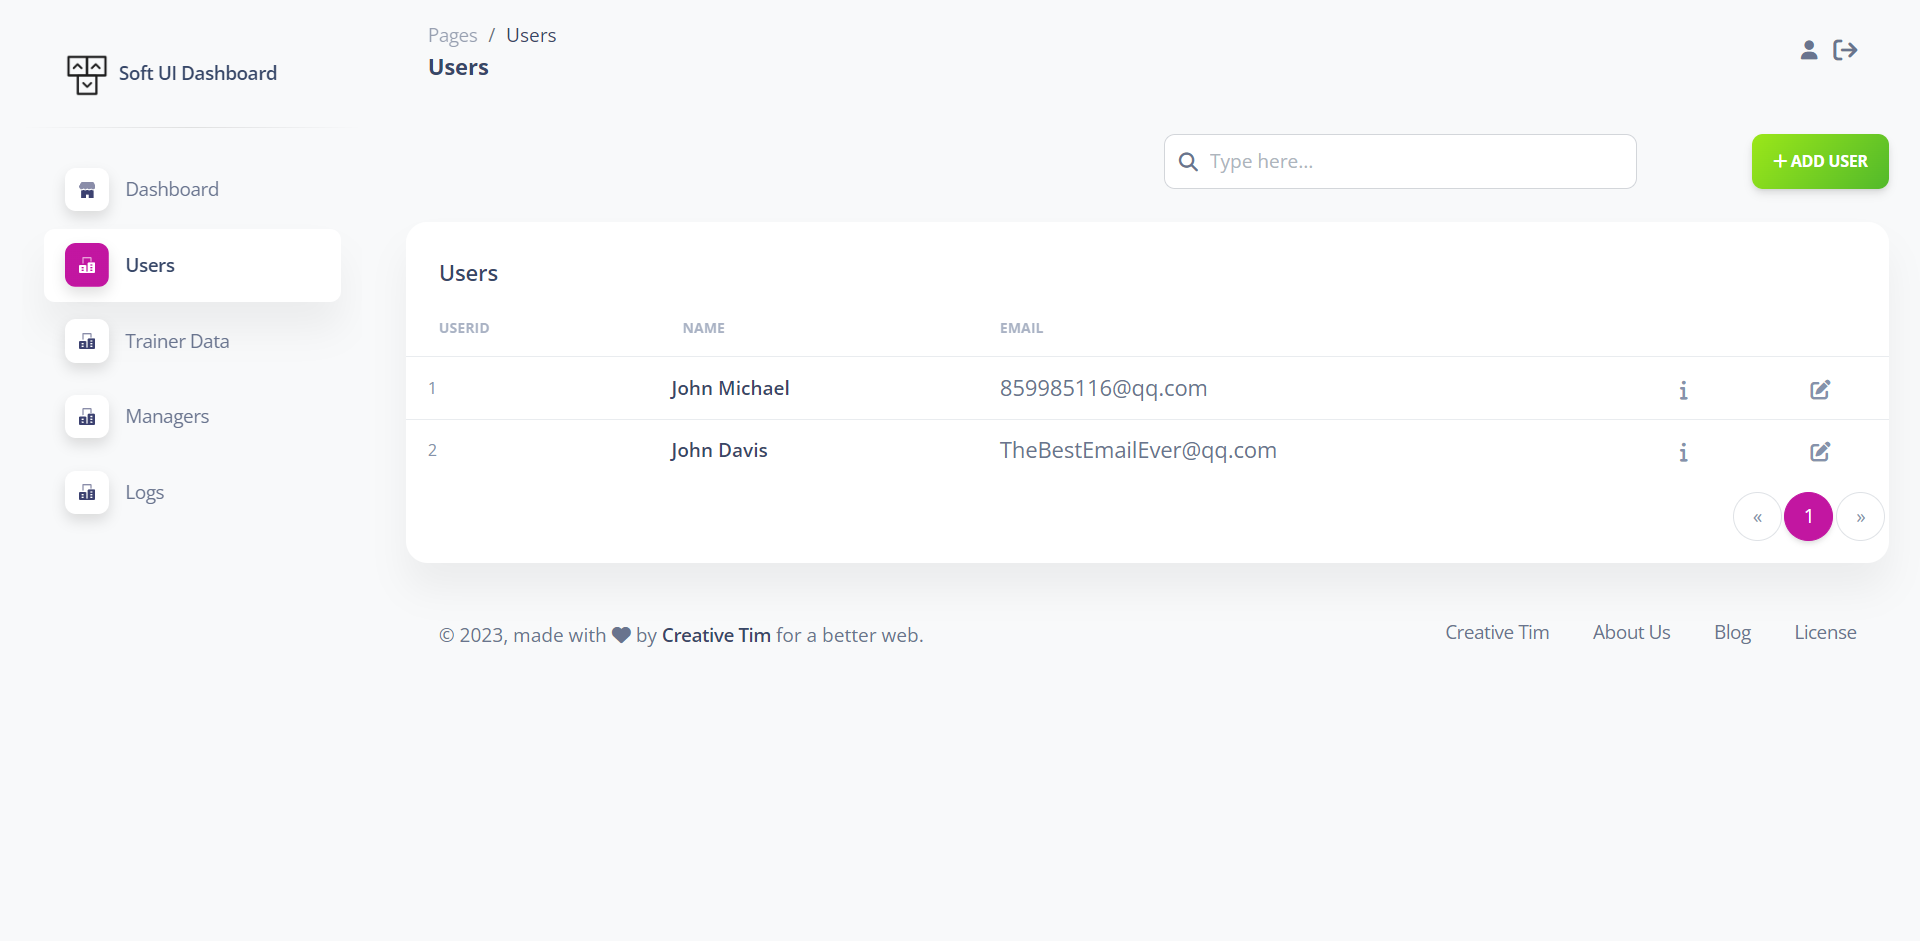 Soft UI Dashboard
Dashboard
Users
Trainer Data
Managers
Logs
Pages / Users
Users
Type here...
+ ADD USER
Users
USERID NAME EMAIL
1 John Michael 859985116@qq.com
2 John Davis TheBestEmailEver@qq.com
« 1 »
© 2023, made with ♥ by Creative Tim for a better web.
Creative Tim About Us Blog License